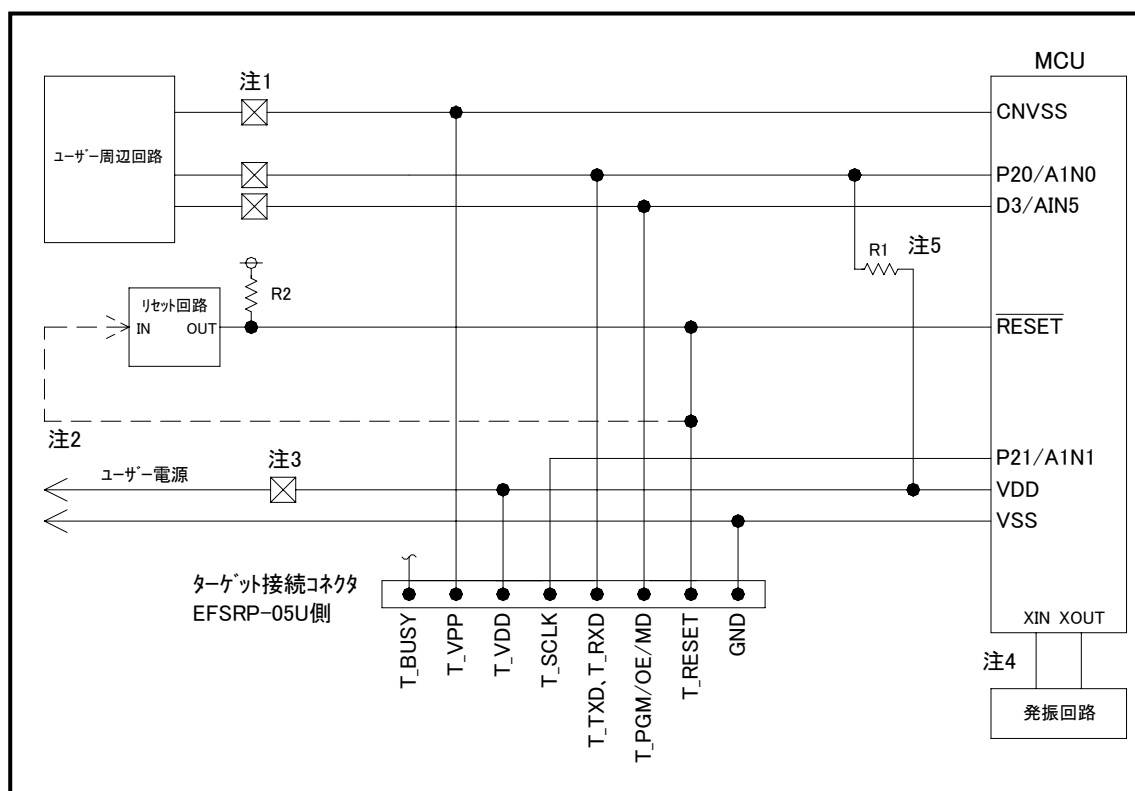 MCU
注1
CNVSS
ユーザー周辺回路
P20/A1N0
D3/AIN5
R1
注5
リセット回路
R2
IN
OUT
RESET
注2
ユーザー電源
注3
P21/A1N1
VDD
VSS
ターゲット接続コネクタ
EFSRP-05U側
T_BUSY
T_VPP
T_VDD
T_SCLK
T_TXD、T_RXD
T_PGM/OE/MD
T_RESET
GND
XIN XOUT
注4
発振回路